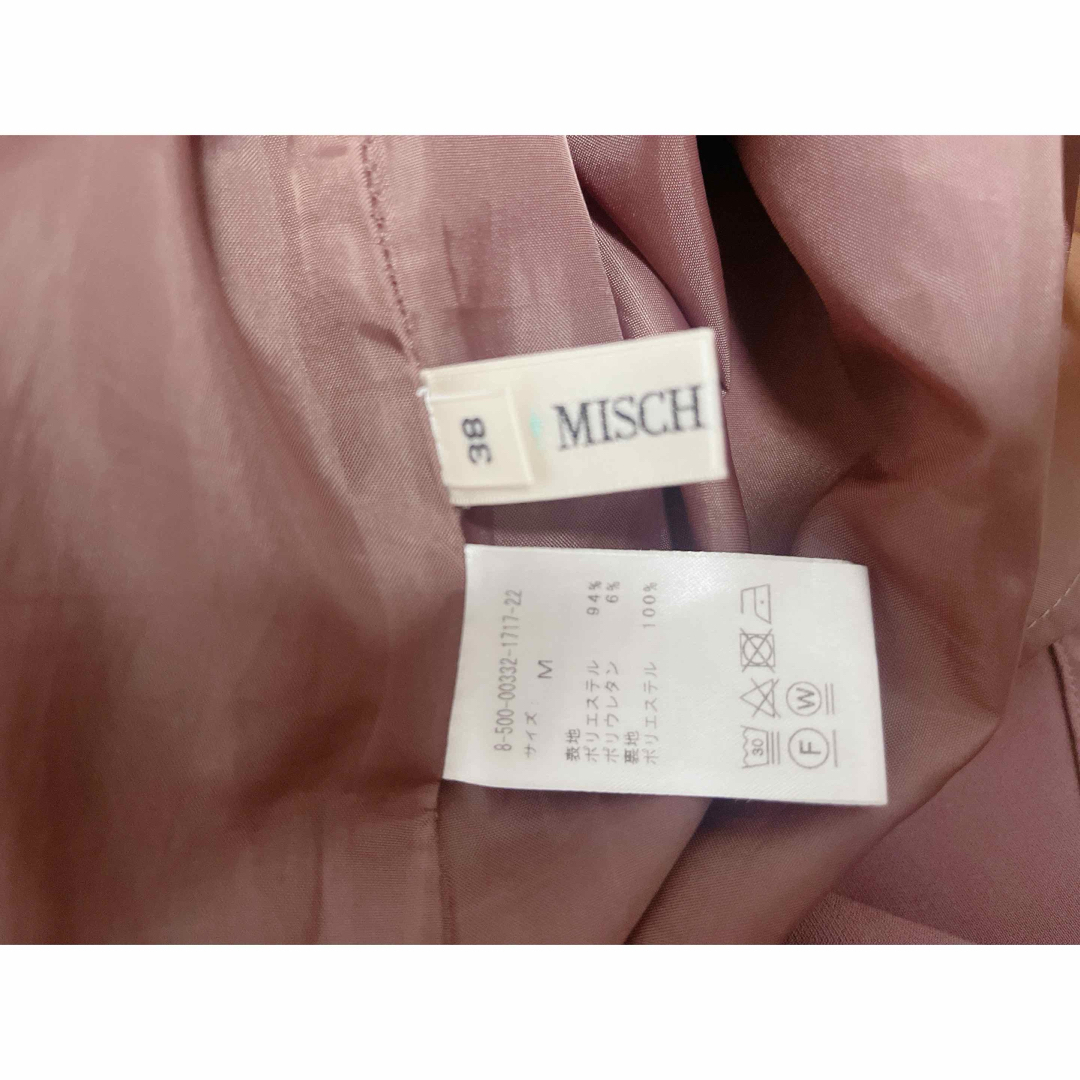 38
MISCH
8-500-00332-1717-22
サイズ M
表地
ポリエステル 94%
ポリウレタン 6%
裏地
ポリエステル 100%
30
F
W